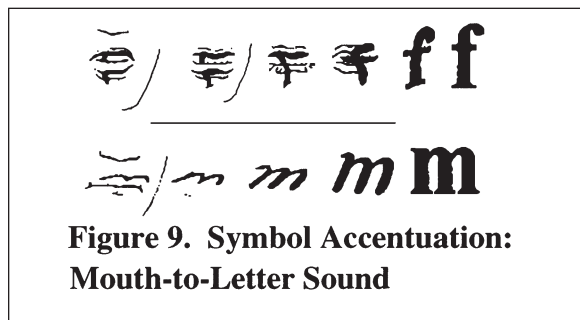 f f
m m m m
Figure 9. Symbol Accentuation:
Mouth-to-Letter Sound